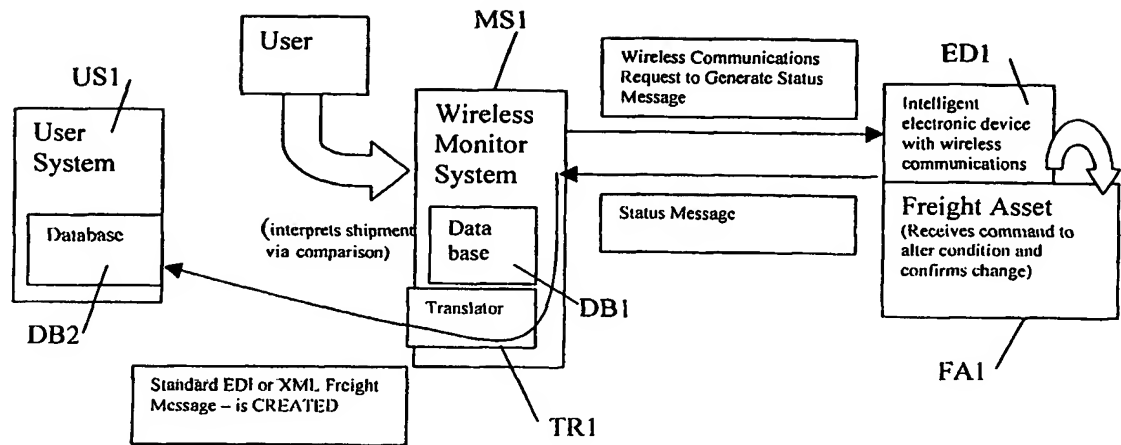 MS1
User
Wireless Communications
Request to Generate Status
Message
ED1
US1
User
System
Wireless
Monitor
System
Intelligent
electronic device
with wireless
communications
Database
(interprets shipment
via comparison)
Data
base
Status Message
Freight Asset
(Receives command to
alter condition and
confirms change)
Translator
DB1
DB2
Standard EDI or XML Freight
Message – is CREATED
TR1
FA1